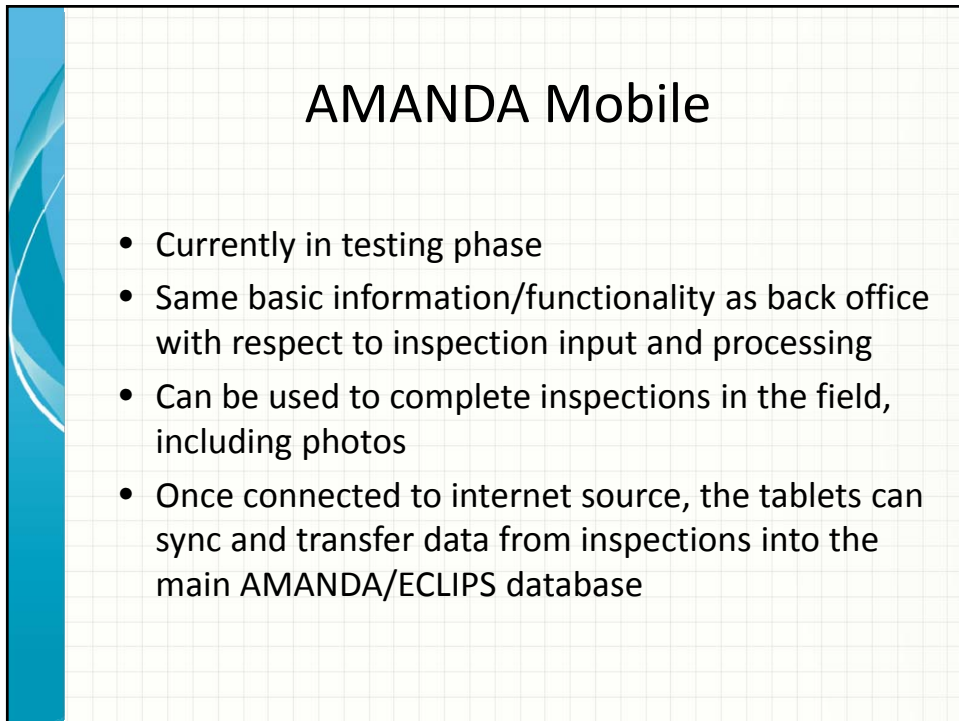 AMANDA Mobile
• Currently in testing phase
• Same basic information/functionality as back office
with respect to inspection input and processing
• Can be used to complete inspections in the field,
including photos
• Once connected to internet source, the tablets can
sync and transfer data from inspections into the
main AMANDA/ECLIPS database